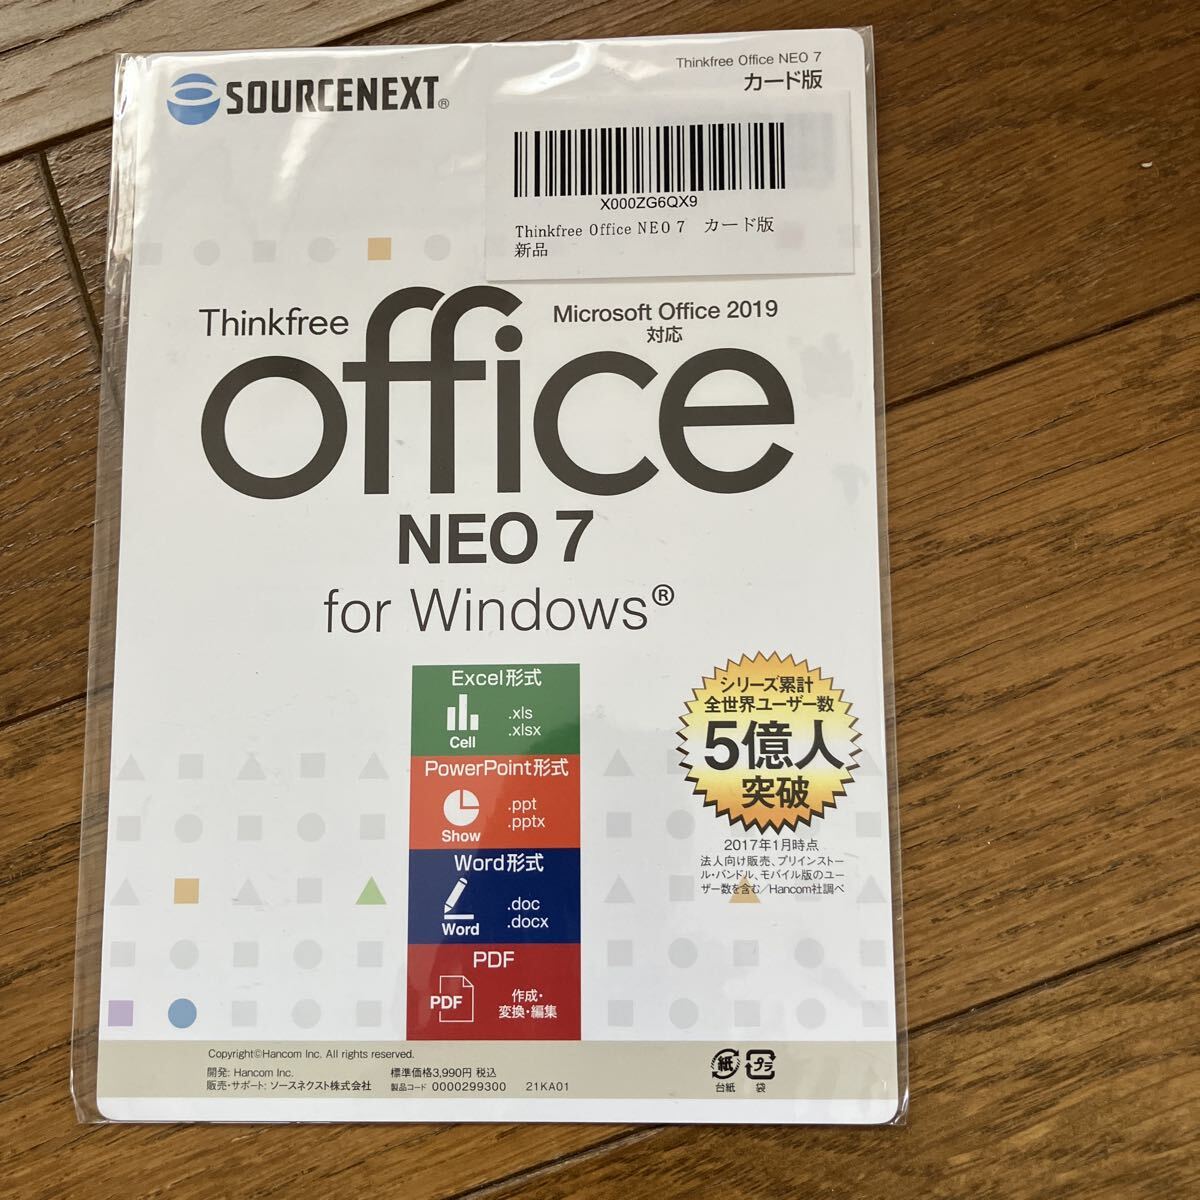 SOURCENEXT®
Thinkfree Office NEO 7
カード版
X000ZG6QX9
Thinkfree Office NEO 7 カード版
新品
Thinkfree
Microsoft Office 2019
対応
office
NEO 7
for Windows®
Excel形式
.xls
.xlsx
Cell
PowerPoint形式
.ppt
.pptx
Show
Word形式
.doc
.docx
Word
PDF
PDF
作成・
変換・編集
シリーズ累計
全世界ユーザー数
5億人
突破
2017年1月時点
法人向け販売、プリインストー
ル・バンドル、モバイル版のユー
ザー数を含む/Hancom社調べ
Copyright©Hancom Inc. All rights reserved.
開発: Hancom Inc.
標準価格3,990円 税込
販売・サポート: ソースネクスト株式会社
製品コード 0000299300
21KA01
紙
台紙
プラ
袋